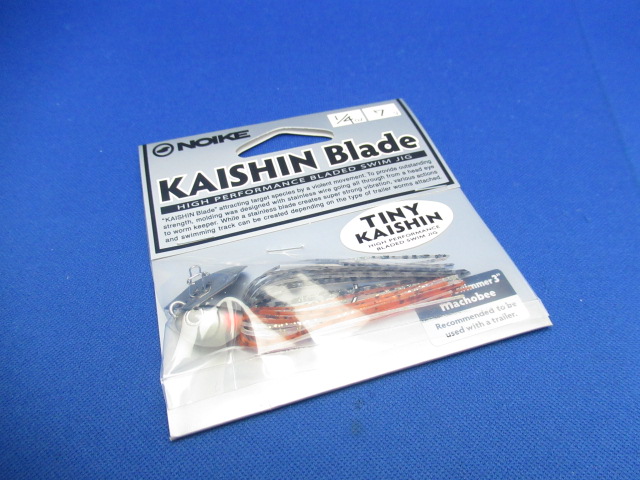 1/4
7
NOIKE
KAISHIN Blade
HIGH PERFORMANCE BLADED SWIM JIG
"KAISHIN Blade" attracting target species by a violent movement. To provide outstanding
strength, molding was designed with stainless wire going all through from a head eye
to worm keeper. While a stainless blade creates super strong vibration, various actions
and swimming track can be created depending on the type of trailer worms attached.
TINY
KAISHIN
HIGH PERFORMANCE
BLADED SWIM JIG
3"
machobee
Recommended to be
used with a trailer.